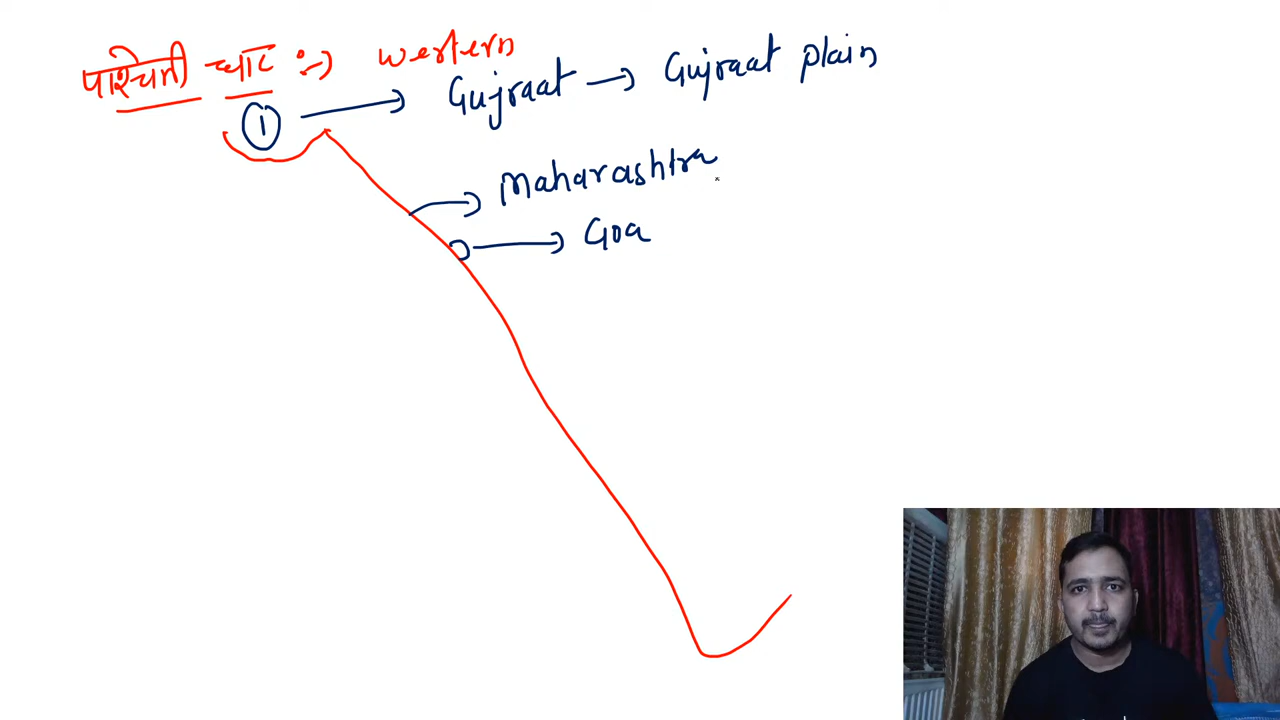 पश्चिमी घाट :→ western
① → Gujraat → Gujraat plain
→ Maharashtra
→ Goa